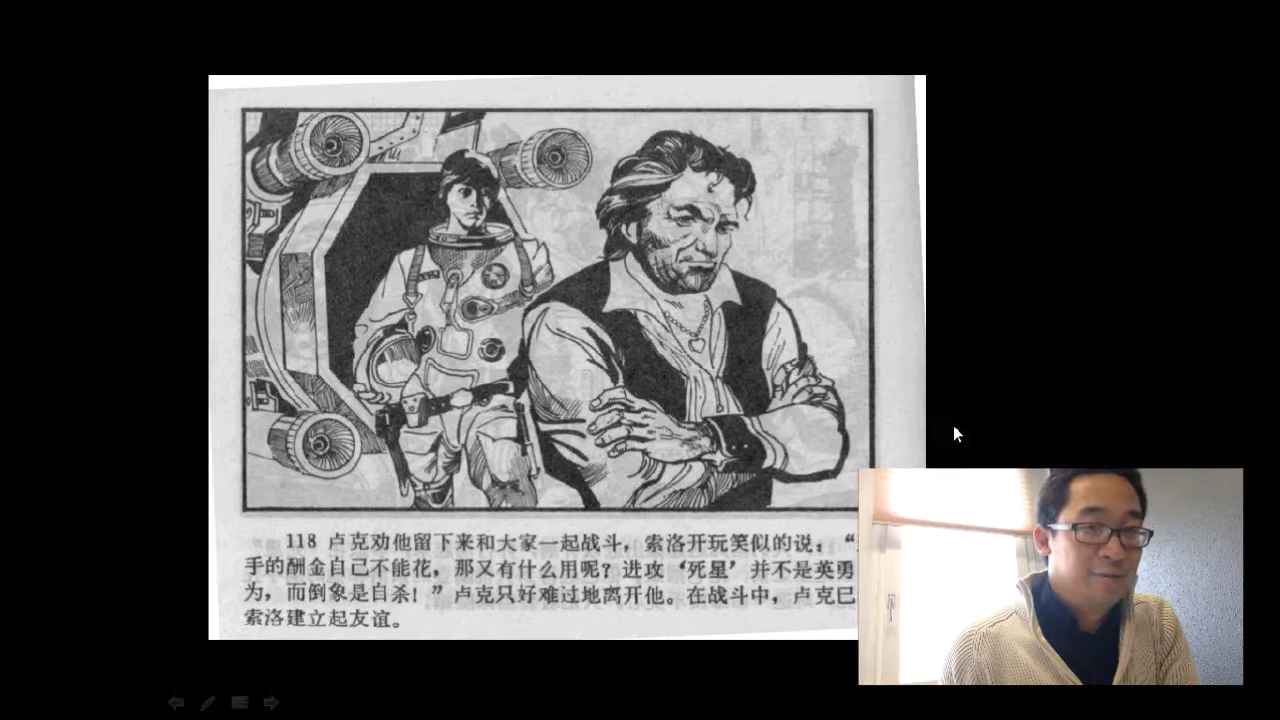 118 卢克劝他留下来和大家一起战斗，索洛开玩笑似的说：“
手的酬金自己不能花，那又有什么用呢？进攻‘死星’并不是英勇
为，而倒象是自杀！”卢克只好难过地离开他。在战斗中，卢克已
索洛建立起友谊。